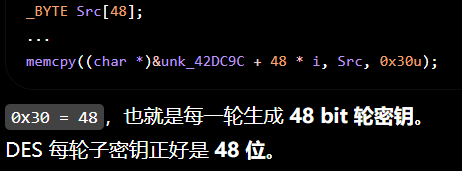 _BYTE Src[48];
...
memcpy((char *)&unk_42DC9C + 48 * i, Src, 0x30u);
0x30 = 48，也就是每一轮生成 48 bit 轮密钥。
DES 每轮子密钥正好是 48 位。